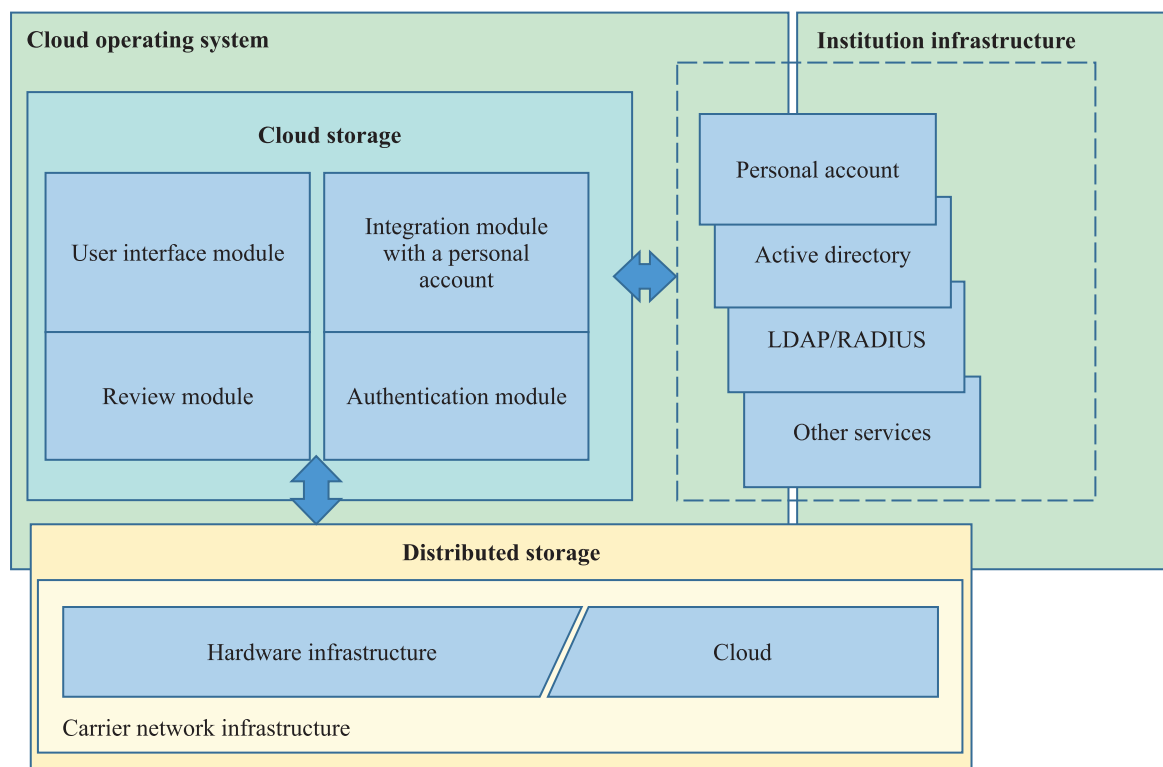 Cloud operating system
Institution infrastructure
Cloud storage
User interface module
Integration module
with a personal
account
Review module
Authentication module
Personal account
Active directory
LDAP/RADIUS
Other services
Distributed storage
Hardware infrastructure
Cloud
Carrier network infrastructure